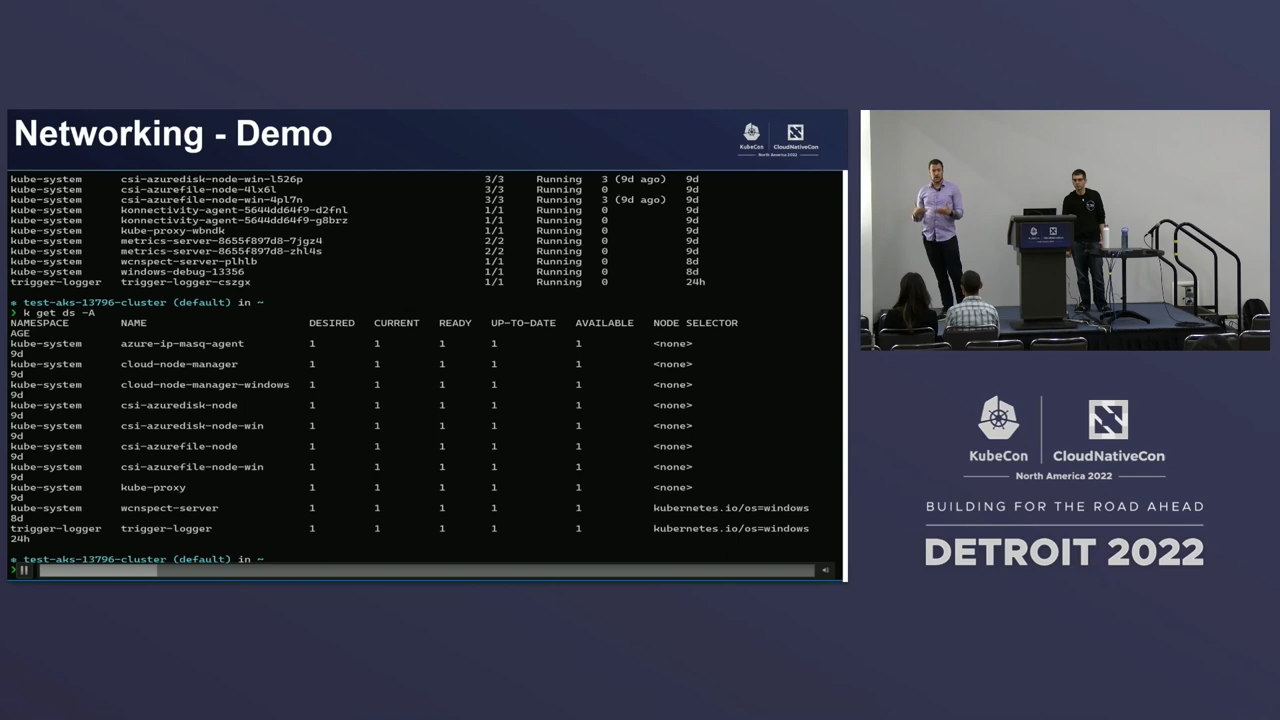 Networking - Demo
KubeCon CloudNativeCon
North America 2022
kube-system csi-azuredisk-node-win-l526p 3/3 Running 3 (9d ago) 9d
kube-system csi-azurefile-node-4lx6l 3/3 Running 0 9d
kube-system csi-azurefile-node-win-4pl7n 3/3 Running 3 (9d ago) 9d
kube-system konnectivity-agent-5644dd64f9-d2fnl 1/1 Running 0 9d
kube-system konnectivity-agent-5644dd64f9-g8brz 1/1 Running 0 9d
kube-system kube-proxy-wbndk 1/1 Running 0 9d
kube-system metrics-server-8655f897d8-7jgz4 2/2 Running 0 9d
kube-system metrics-server-8655f897d8-zhl4s 2/2 Running 0 9d
kube-system wcnspect-server-plhlb 1/1 Running 0 8d
kube-system windows-debug-13356 1/1 Running 0 8d
trigger-logger trigger-logger-cszgx 1/1 Running 0 24h
test-aks-13796-cluster (default) in ~
❯ k get ds -A
NAMESPACE NAME DESIRED CURRENT READY UP-TO-DATE AVAILABLE NODE SELECTOR
AGE
kube-system azure-ip-masq-agent 1 1 1 1 1 <none>
9d
kube-system cloud-node-manager 1 1 1 1 1 <none>
9d
kube-system cloud-node-manager-windows 1 1 1 1 1 <none>
9d
kube-system csi-azuredisk-node 1 1 1 1 1 <none>
9d
kube-system csi-azuredisk-node-win 1 1 1 1 1 <none>
9d
kube-system csi-azurefile-node 1 1 1 1 1 <none>
9d
kube-system csi-azurefile-node-win 1 1 1 1 1 <none>
9d
kube-system kube-proxy 1 1 1 1 1 <none>
9d
kube-system wcnspect-server 1 1 1 1 1 kubernetes.io/os=windows
8d
trigger-logger trigger-logger 1 1 1 1 1 kubernetes.io/os=windows
24h
test-aks-13796-cluster (default) in ~
❯
KubeCon CloudNativeCon
North America 2022
BUILDING FOR THE ROAD AHEAD
DETROIT 2022